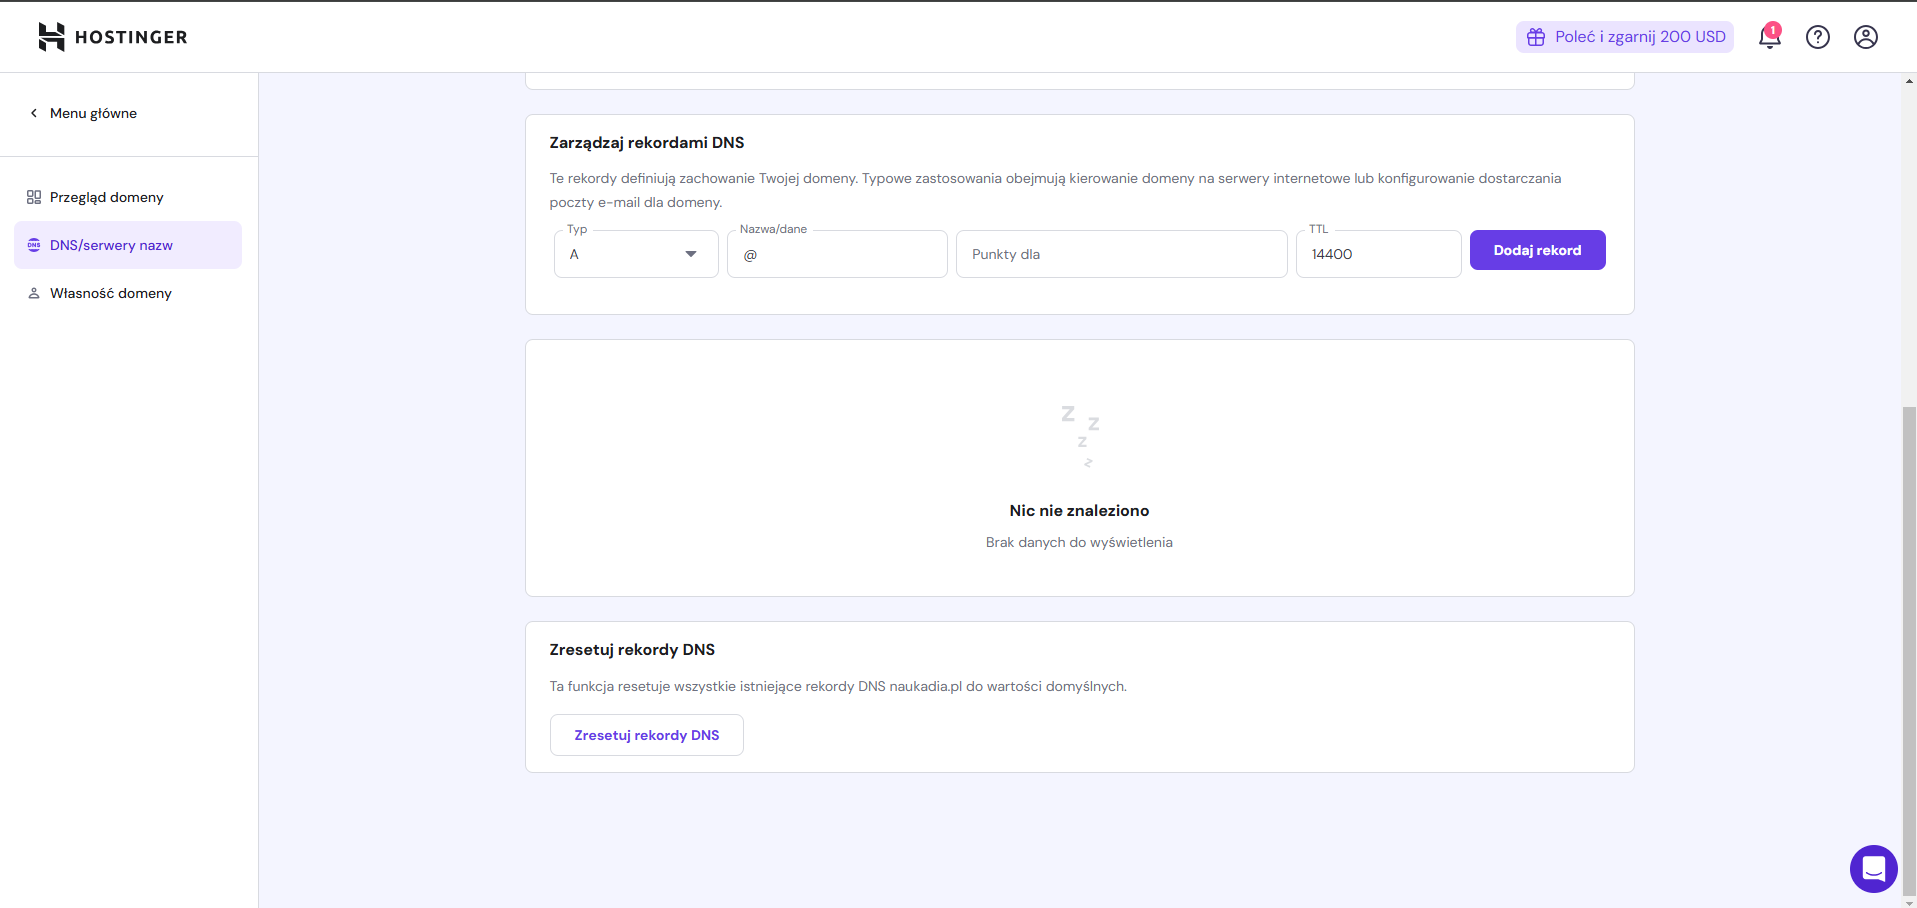 HOSTINGER
Poleć i zgarnij 200 USD
1
Menu główne
Przegląd domeny
DNS
DNS/serwery nazw
Własność domeny
Zarządzaj rekordami DNS
Te rekordy definiują zachowanie Twojej domeny. Typowe zastosowania obejmują kierowanie domeny na serwery internetowe lub konfigurowanie dostarczania
poczty e-mail dla domeny.
Typ
A
Nazwa/dane
@
Punkty dla
TTL
14400
Dodaj rekord
Z
Z
Z
Z
Nic nie znaleziono
Brak danych do wyświetlenia
Zresetuj rekordy DNS
Ta funkcja resetuje wszystkie istniejące rekordy DNS naukadia.pl do wartości domyślnych.
Zresetuj rekordy DNS